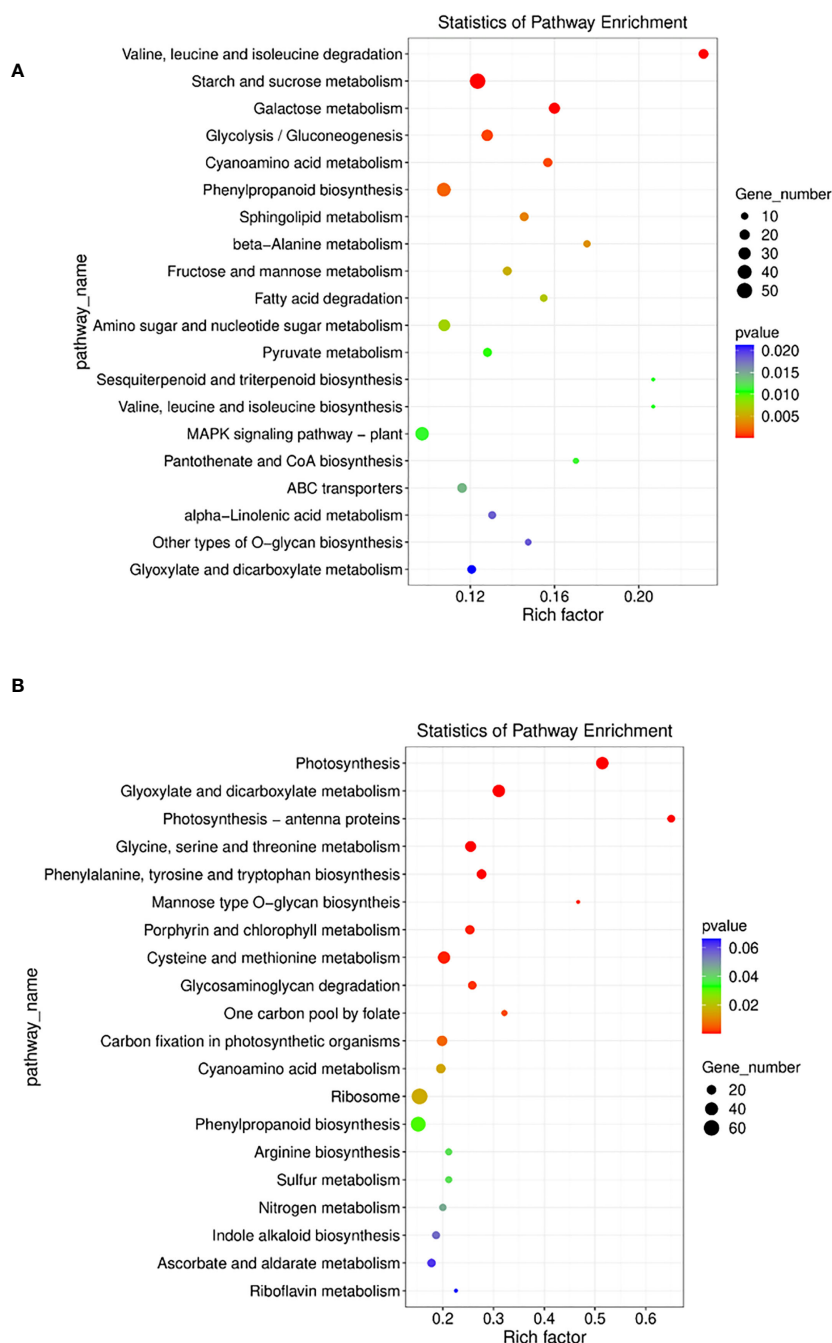 A
Statistics of Pathway Enrichment
pathway_name
Valine, leucine and isoleucine degradation
Starch and sucrose metabolism
Galactose metabolism
Glycolysis / Gluconeogenesis
Cyanoamino acid metabolism
Phenylpropanoid biosynthesis
Sphingolipid metabolism
beta−Alanine metabolism
Fructose and mannose metabolism
Fatty acid degradation
Amino sugar and nucleotide sugar metabolism
Pyruvate metabolism
Sesquiterpenoid and triterpenoid biosynthesis
Valine, leucine and isoleucine biosynthesis
MAPK signaling pathway − plant
Pantothenate and CoA biosynthesis
ABC transporters
alpha−Linolenic acid metabolism
Other types of O−glycan biosynthesis
Glyoxylate and dicarboxylate metabolism
0.12 0.16 0.20
Rich factor
Gene_number
10
20
30
40
50
pvalue
0.020
0.015
0.010
0.005
B
Statistics of Pathway Enrichment
pathway_name
Photosynthesis
Glyoxylate and dicarboxylate metabolism
Photosynthesis − antenna proteins
Glycine, serine and threonine metabolism
Phenylalanine, tyrosine and tryptophan biosynthesis
Mannose type O−glycan biosyntheis
Porphyrin and chlorophyll metabolism
Cysteine and methionine metabolism
Glycosaminoglycan degradation
One carbon pool by folate
Carbon fixation in photosynthetic organisms
Cyanoamino acid metabolism
Ribosome
Phenylpropanoid biosynthesis
Arginine biosynthesis
Sulfur metabolism
Nitrogen metabolism
Indole alkaloid biosynthesis
Ascorbate and aldarate metabolism
Riboflavin metabolism
0.2 0.3 0.4 0.5 0.6
Rich factor
pvalue
0.06
0.04
0.02
Gene_number
20
40
60